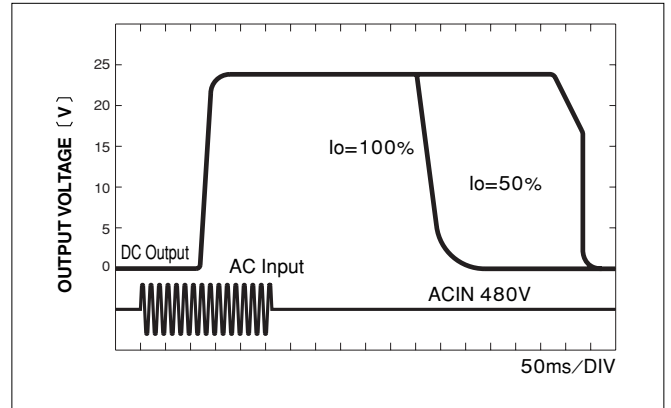 OUTPUT VOLTAGE〔V〕
25
20
15
10
5
0
Io=100%
Io=50%
DC Output
AC Input
ACIN 480V
50ms/DIV